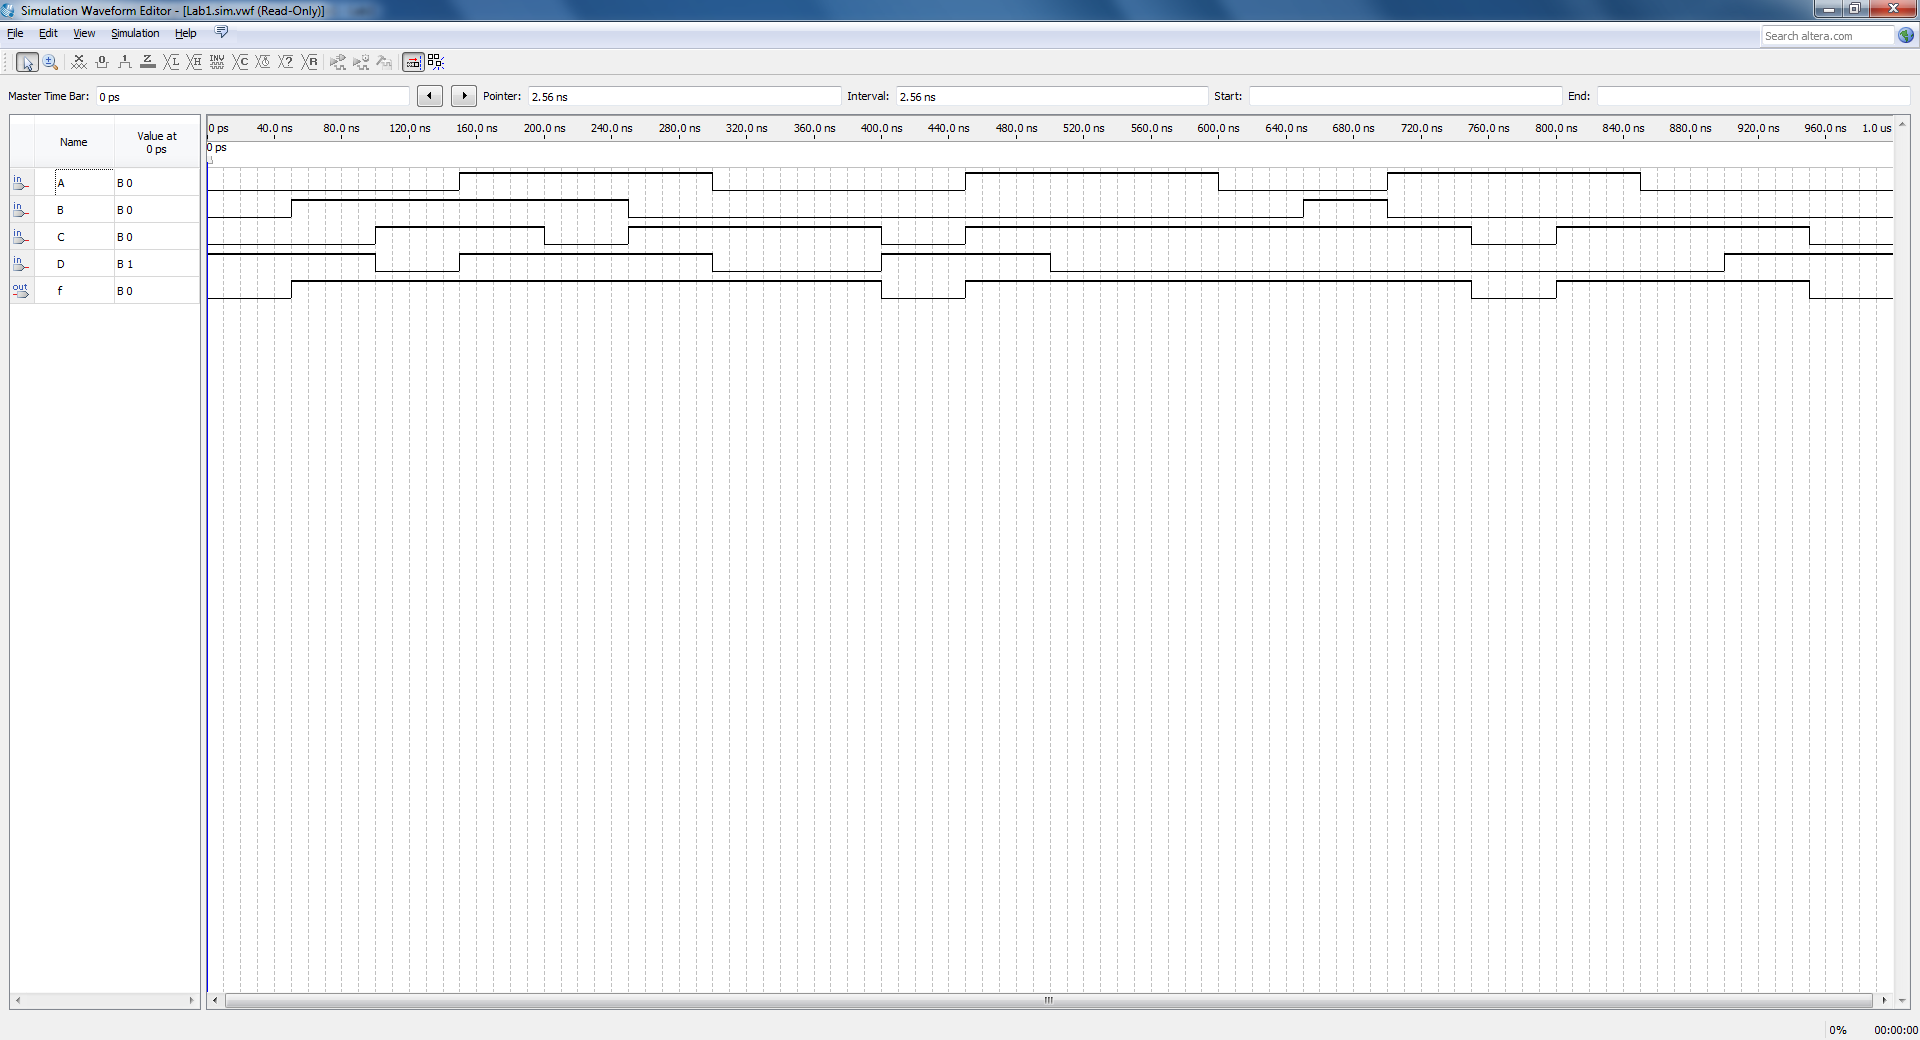 Simulation Waveform Editor - [Lab1.sim.vwf (Read-Only)]
File Edit View Simulation Help
Search altera.com
Master Time Bar: 0 ps Pointer: 2.56 ns Interval: 2.56 ns Start: End:
Name Value at 0 ps
0 ps 40.0 ns 80.0 ns 120.0 ns 160.0 ns 200.0 ns 240.0 ns 280.0 ns 320.0 ns 360.0 ns 400.0 ns 440.0 ns 480.0 ns 520.0 ns 560.0 ns 600.0 ns 640.0 ns 680.0 ns 720.0 ns 760.0 ns 800.0 ns 840.0 ns 880.0 ns 920.0 ns 960.0 ns 1.0 us
0 ps
in A B 0
in B B 0
in C B 0
in D B 1
out f B 0
0% 00:00:00